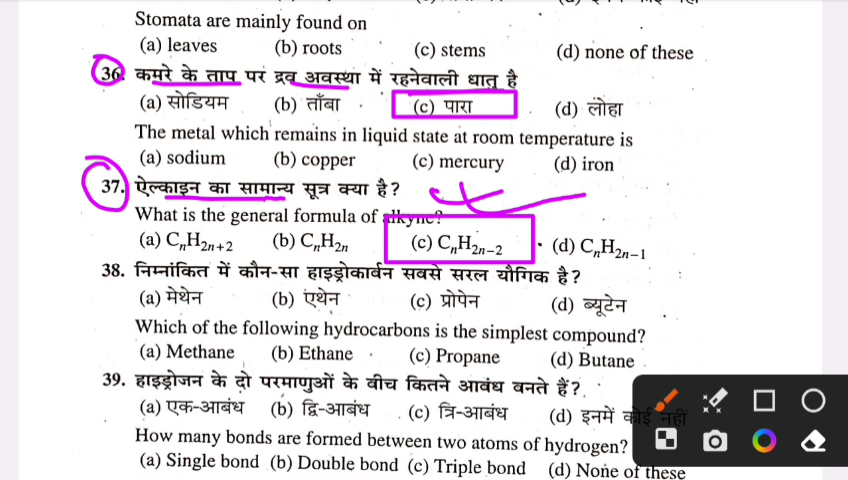 Stomata are mainly found on
(a) leaves (b) roots (c) stems (d) none of these
36. कमरे के ताप पर द्रव अवस्था में रहनेवाली धातु है
(a) सोडियम (b) ताँबा (c) पारा (d) लोहा
The metal which remains in liquid state at room temperature is
(a) sodium (b) copper (c) mercury (d) iron
37. ऐल्काइन का सामान्य सूत्र क्या है?
What is the general formula of alkyne?
(a) CₙH₂ₙ₊₂ (b) CₙH₂ₙ (c) CₙH₂ₙ₋₂ (d) CₙH₂ₙ₋₁
38. निम्नांकित में कौन-सा हाइड्रोकार्बन सबसे सरल यौगिक है?
(a) मेथेन (b) एथेन (c) प्रोपेन (d) ब्यूटेन
Which of the following hydrocarbons is the simplest compound?
(a) Methane (b) Ethane (c) Propane (d) Butane
39. हाइड्रोजन के दो परमाणुओं के बीच कितने आबंध बनते हैं?
(a) एक-आबंध (b) द्वि-आबंध (c) त्रि-आबंध (d) इनमें कोई नहीं
How many bonds are formed between two atoms of hydrogen?
(a) Single bond (b) Double bond (c) Triple bond (d) None of these